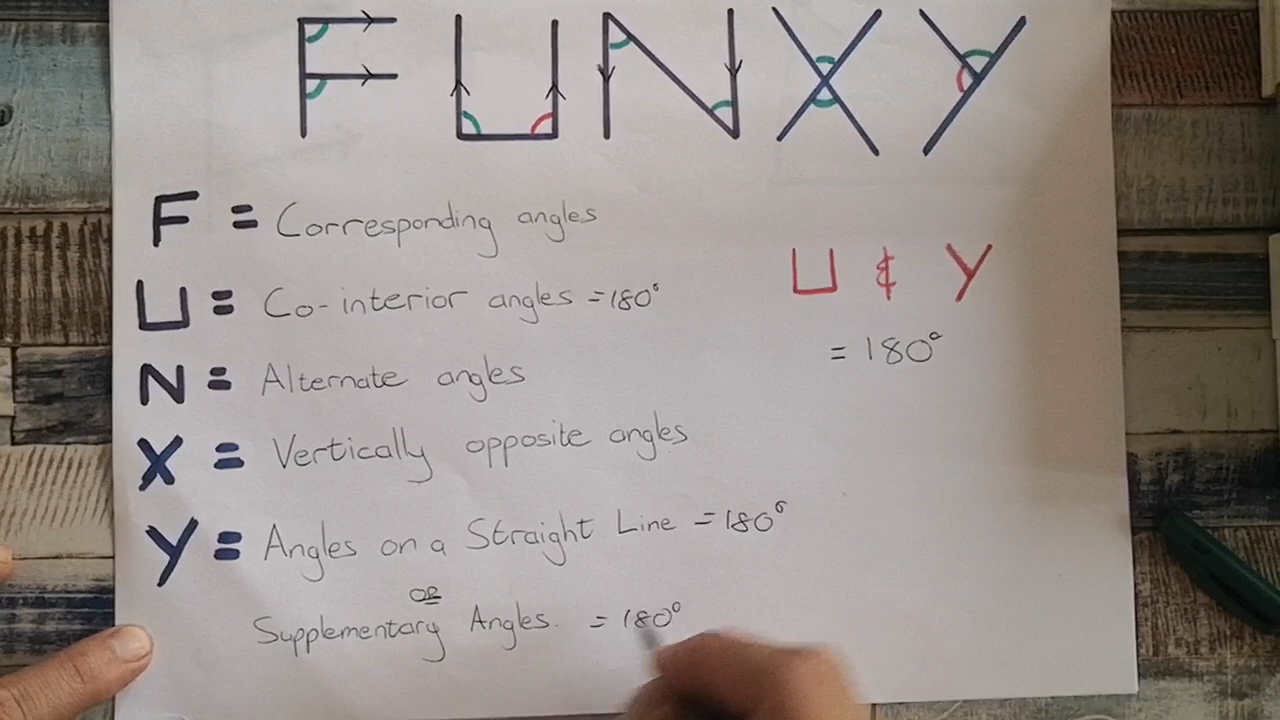 F U N X Y
F = Corresponding angles
U = Co-interior angles = 180°
N = Alternate angles
X = Vertically opposite angles
Y = Angles on a Straight Line = 180°
OR
Supplementary Angles. = 180°
U & Y
= 180°